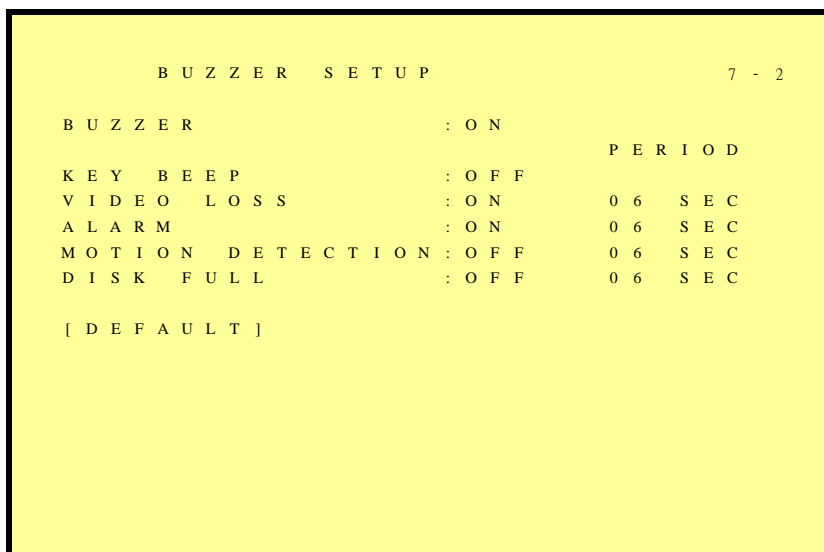 BUZZER SETUP 7-2
BUZZER :ON
PERIOD
KEY BEEP :OFF
VIDEO LOSS :ON 06 SEC
ALARM :ON 06 SEC
MOTION DETECTION:OFF 06 SEC
DISK FULL :OFF 06 SEC
[DEFAULT]